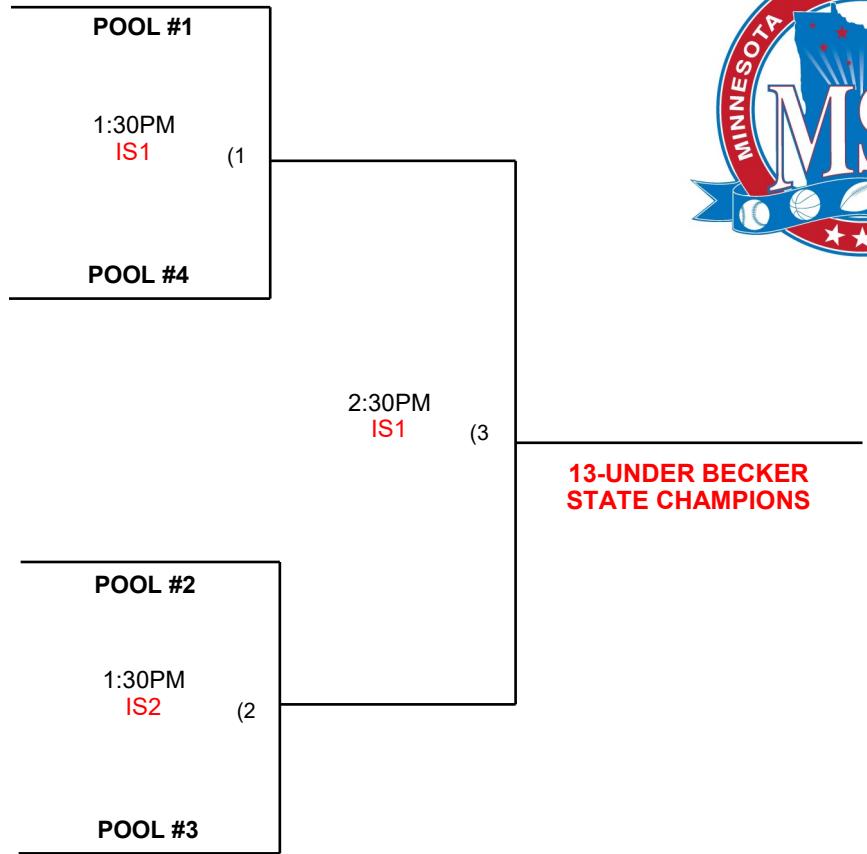 POOL #1
1:30PM
IS1
(1
POOL #4
MINNESOTA
2:30PM
IS1
(3
13-UNDER BECKER
STATE CHAMPIONS
POOL #2
1:30PM
IS2
(2
POOL #3